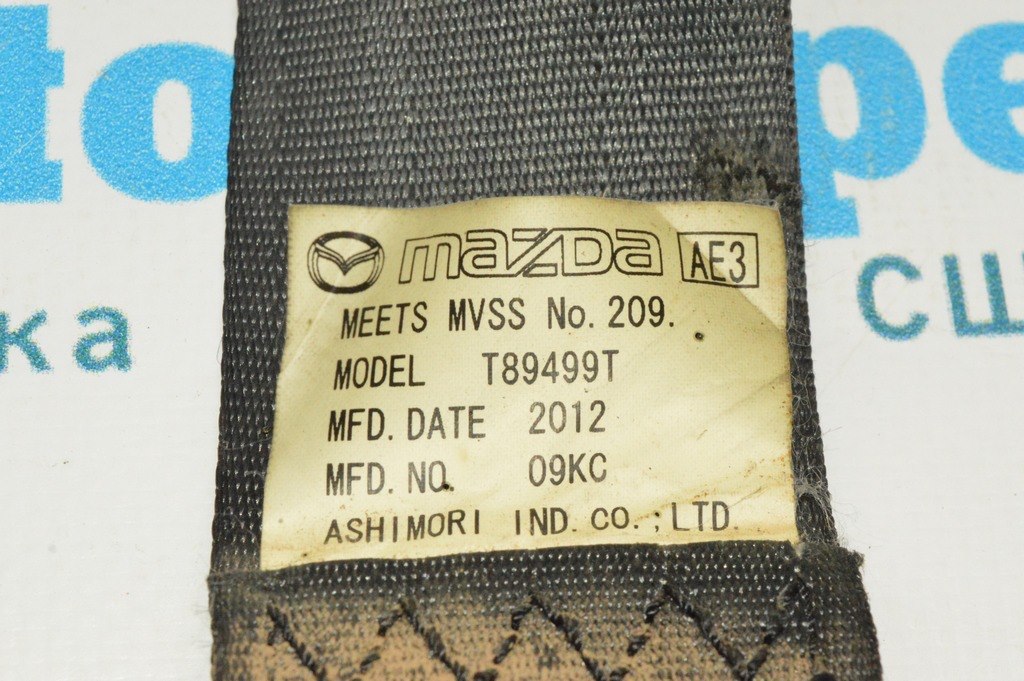 mazda AE3
MEETS MVSS No. 209.
MODEL T89499T
MFD. DATE 2012
MFD. NO. 09KC
ASHIMORI IND. CO. ; LTD.